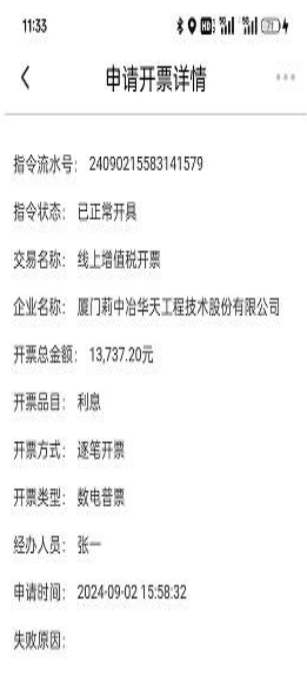 11:33
HD 5G 5G 71
申请开票详情
指令流水号： 24090215583141579
指令状态： 已正常开具
交易名称： 线上增值税开票
企业名称： 厦门莉中冶华天工程技术股份有限公司
开票总金额： 13,737.20元
开票品目： 利息
开票方式： 逐笔开票
开票类型： 数电普票
经办人员： 张一
申请时间： 2024-09-02 15:58:32
失败原因：